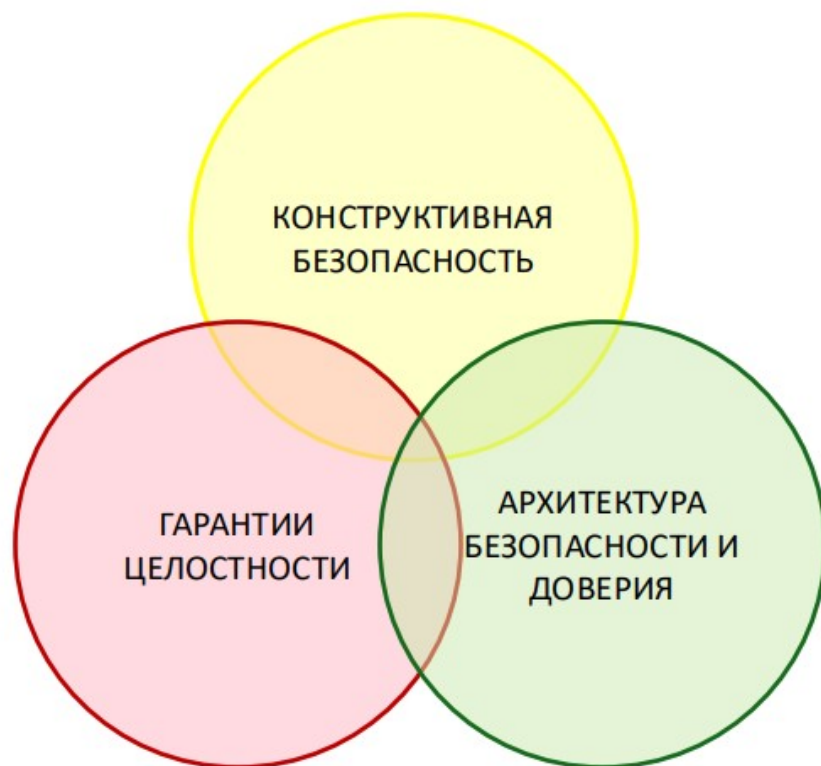 КОНСТРУКТИВНАЯ
БЕЗОПАСНОСТЬ
ГАРАНТИИ
ЦЕЛОСТНОСТИ
АРХИТЕКТУРА
БЕЗОПАСНОСТИ И
ДОВЕРИЯ